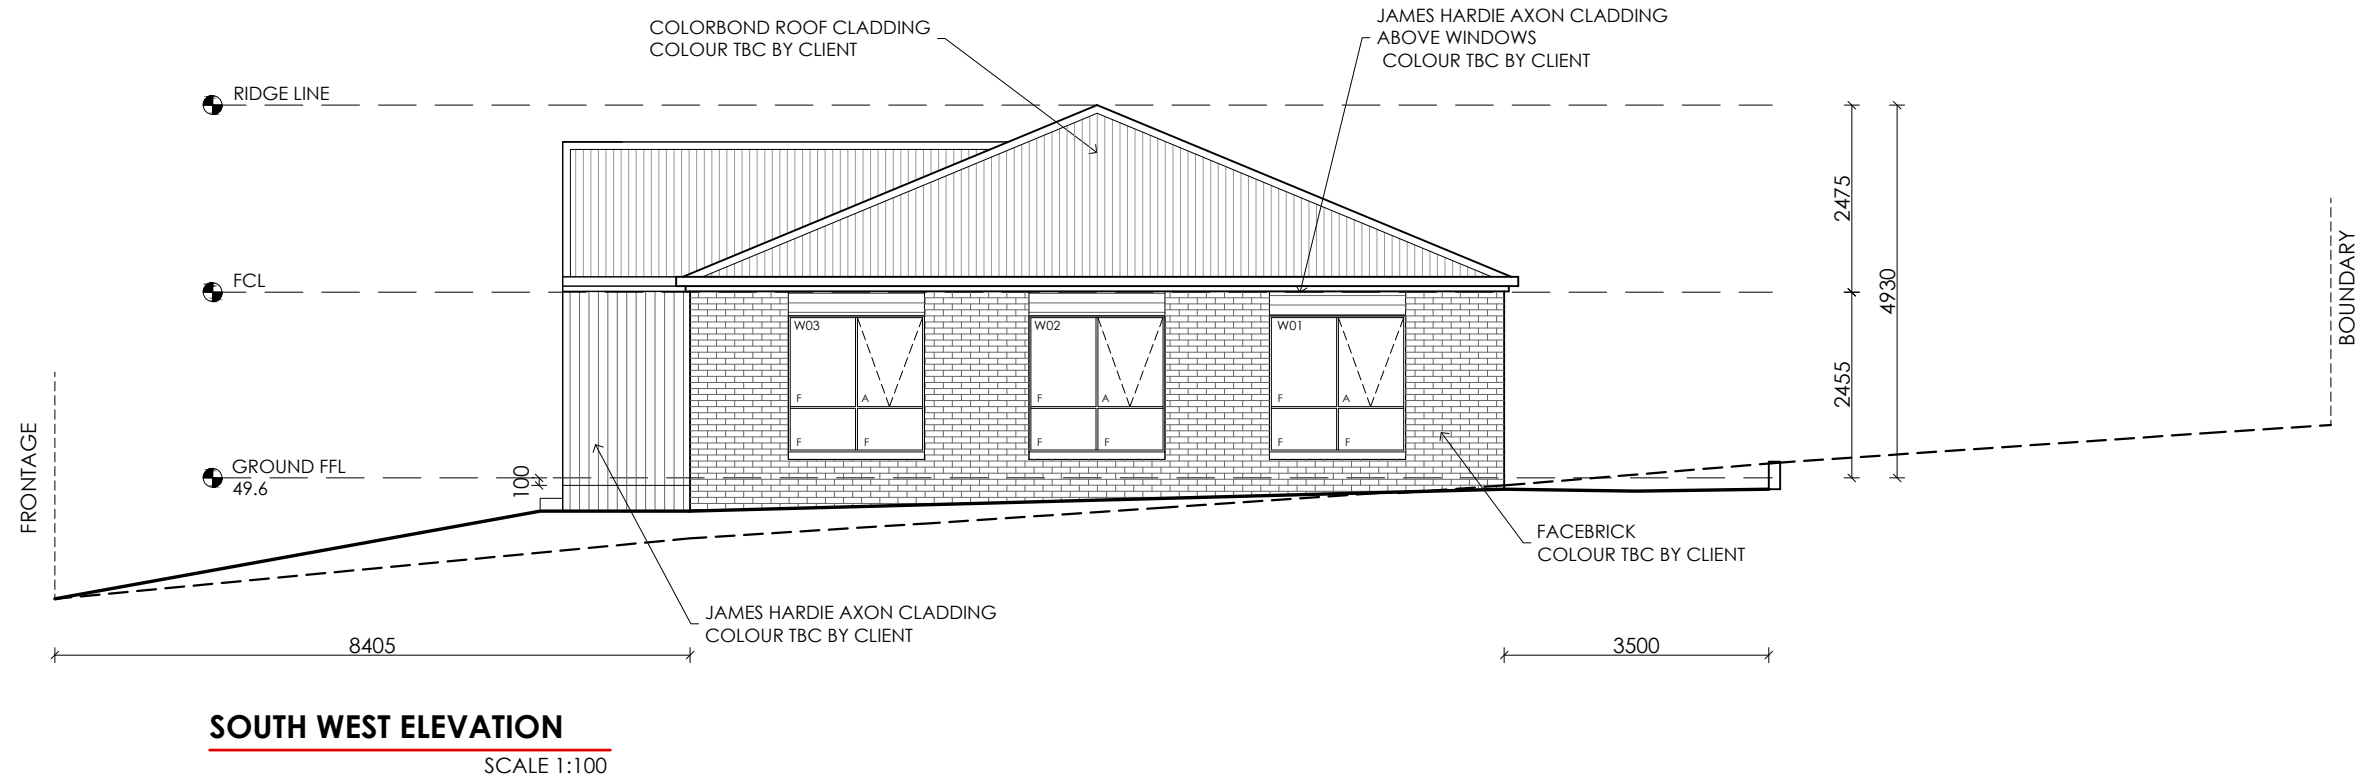 COLORBOND ROOF CLADDING
COLOUR TBC BY CLIENT
JAMES HARDIE AXON CLADDING
ABOVE WINDOWS
COLOUR TBC BY CLIENT
RIDGE LINE
FCL
GROUND FFL
49.6
100
FRONTAGE
BOUNDARY
2475
2455
4930
W03
F
A
F
F
W02
F
A
F
F
W01
F
A
F
F
FACEBRICK
COLOUR TBC BY CLIENT
JAMES HARDIE AXON CLADDING
COLOUR TBC BY CLIENT
8405
3500
SOUTH WEST ELEVATION
SCALE 1:100